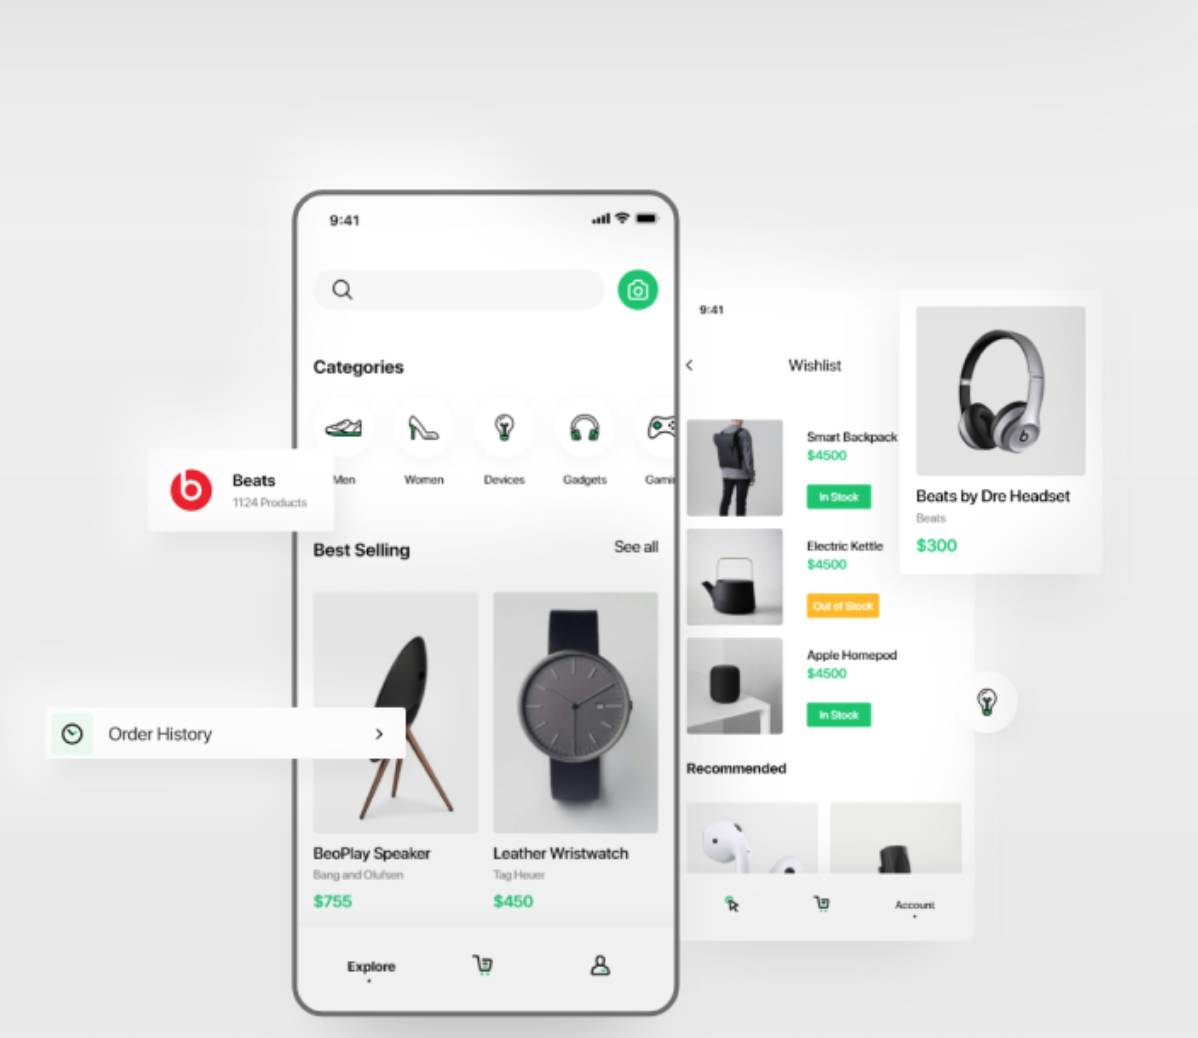 9:41
Categories
Men
Women
Devices
Gadgets
Gami
Beats
1124 Products
Best Selling
See all
Order History
BeoPlay Speaker
Bang and Olufsen
$755
Leather Wristwatch
Tag Heuer
$450
Explore
9:41
Wishlist
Smart Backpack
$4500
In Stock
Electric Kettle
$4500
Out of Stock
Apple Homepod
$4500
In Stock
Recommended
Account
Beats by Dre Headset
Beats
$300